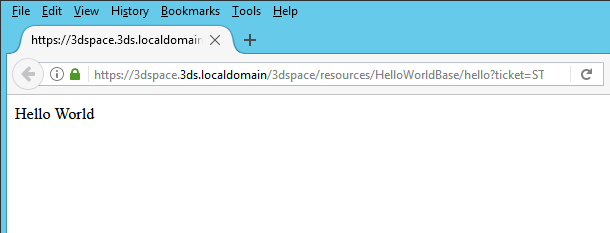 File Edit View History Bookmarks Tools Help
https://3dspace.3ds.localdomain
https://3dspace.3ds.localdomain/3dspace/resources/HelloWorldBase/hello?ticket=ST
Hello World